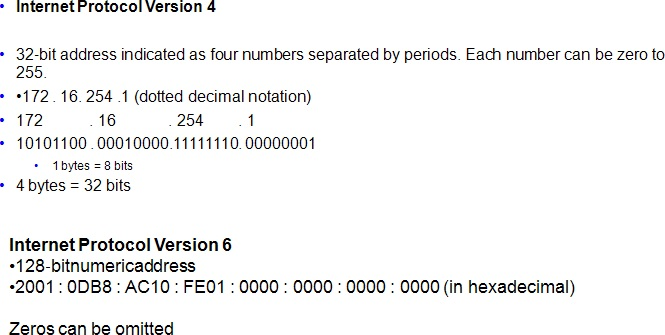 • Internet Protocol Version 4
• 32-bit address indicated as four numbers separated by periods. Each number can be zero to
255.
• •172 . 16. 254 .1 (dotted decimal notation)
• 172 . 16 . 254 . 1
• 10101100 . 00010000.11111110. 00000001
• 1 bytes = 8 bits
• 4 bytes = 32 bits
Internet Protocol Version 6
•128-bitnumericaddress
•2001 : 0DB8 : AC10 : FE01 : 0000 : 0000 : 0000 : 0000 (in hexadecimal)
Zeros can be omitted